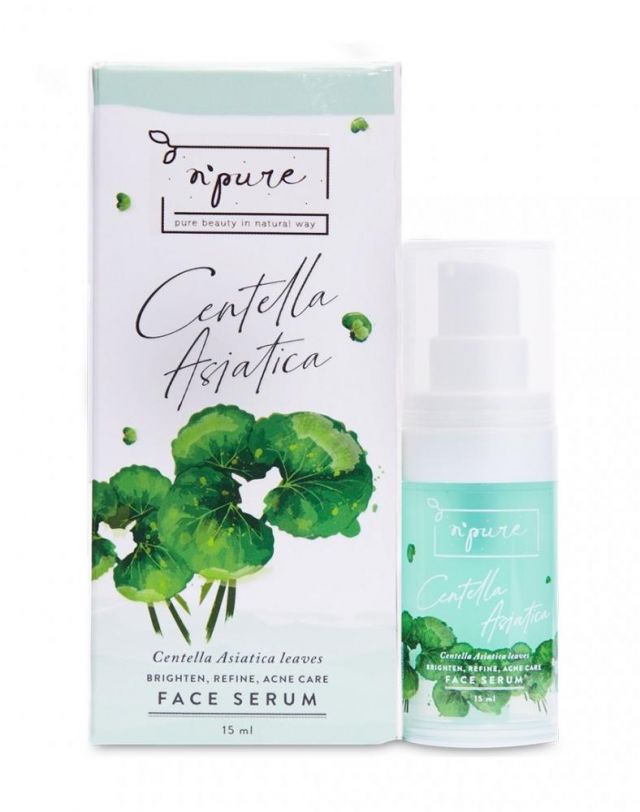 n'pure
pure beauty in natural way
Centella
Asiatica
Centella Asiatica leaves
BRIGHTEN, REFINE, ACNE CARE
FACE SERUM
15 ml
n'pure
Centella
Asiatica
Centella Asiatica leaves
BRIGHTEN, REFINE, ACNE CARE
FACE SERUM
15 ml